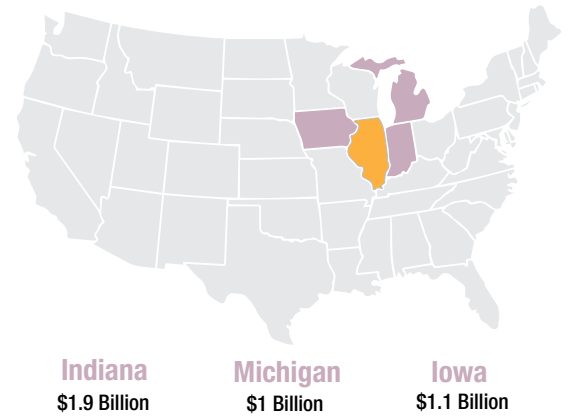 Indiana
$1.9 Billion
Michigan
$1 Billion
Iowa
$1.1 Billion